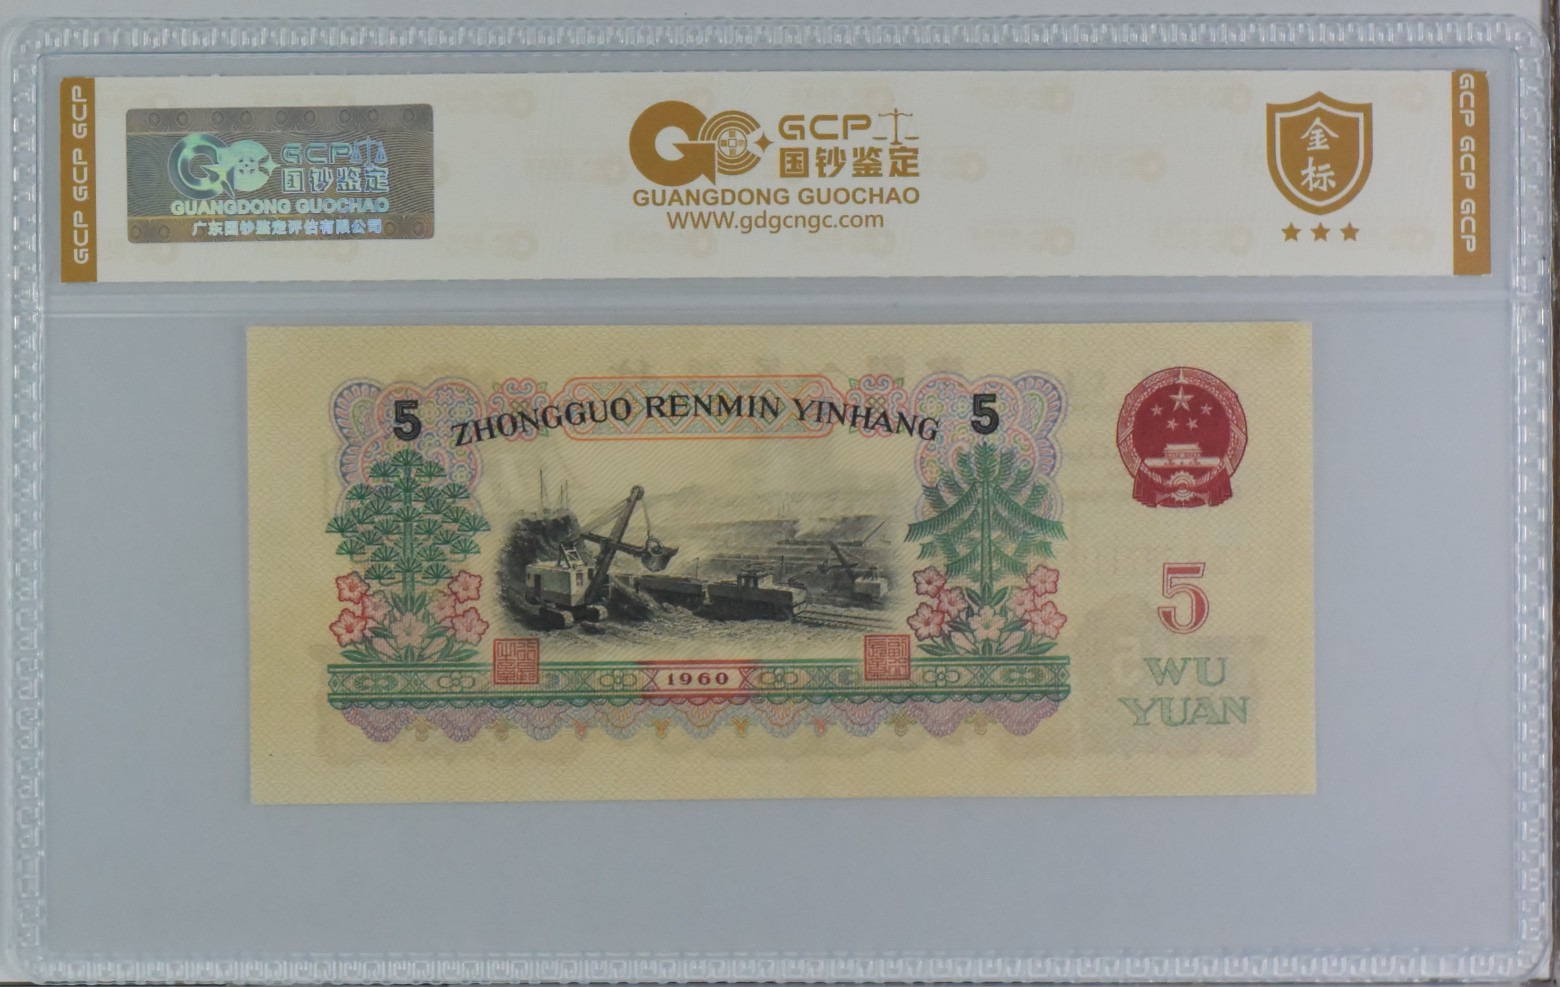 GCP GCP GCP
GCP
国钞鉴定
GUANGDONG GUOCHAO
广东国钞鉴定评估有限公司
GCP
国钞鉴定
GUANGDONG GUOCHAO
WWW.gdgcngc.com
金标
GCP GCP GCP
5
ZHONGGUO RENMIN YINHANG
5
1960
5
WU
YUAN